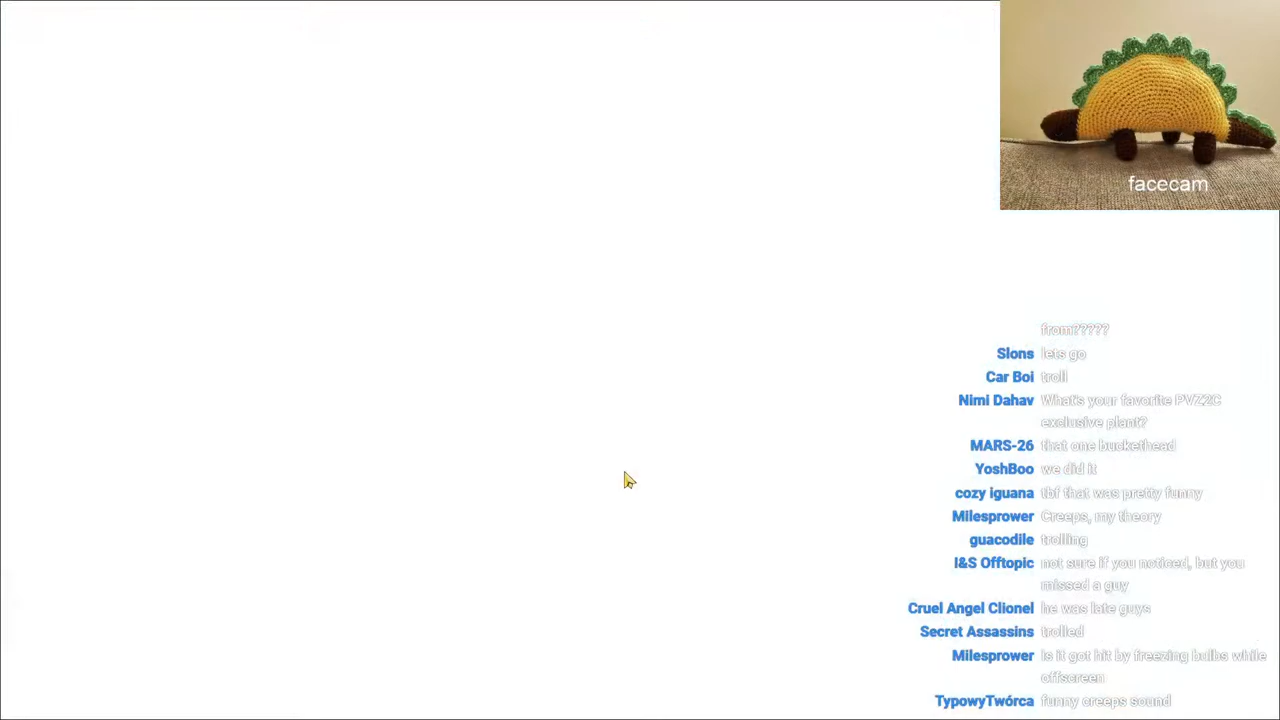 facecam
from?????
Slons lets go
Car Boi troll
Nimi Dahav What's your favorite PVZ2C
exclusive plant?
MARS-26 that one buckethead
YoshBoo we did it
cozy iguana tbf that was pretty funny
Milesprower Creeps, my theory
guacodile trolling
I&S Offtopic not sure if you noticed, but you
missed a guy
Cruel Angel Clionel he was late guys
Secret Assassins trolled
Milesprower Is it got hit by freezing bulbs while
offscreen
TypowyTwórca funny creeps sound